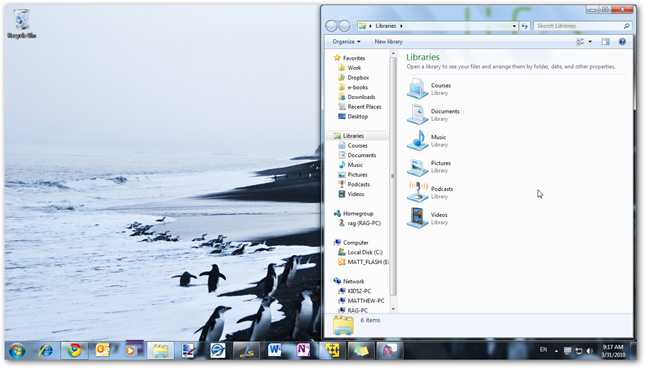 Recycle Bin
Libraries
Search Libraries
Organize
New library
Favorites
Work
Dropbox
e-books
Downloads
Recent Places
Desktop
Libraries
Courses
Documents
Music
Pictures
Podcasts
Videos
Homegroup
rag (RAG-PC)
Computer
Local Disk (C:)
MATT_FLASH (E:
Network
KIDS2-PC
MATTHEW-PC
RAG-PC
Libraries
Open a library to see your files and arrange them by folder, date, and other properties.
Courses
Library
Documents
Library
Music
Library
Pictures
Library
Podcasts
Library
Videos
Library
6 items
EN
9:17 AM
3/31/2010